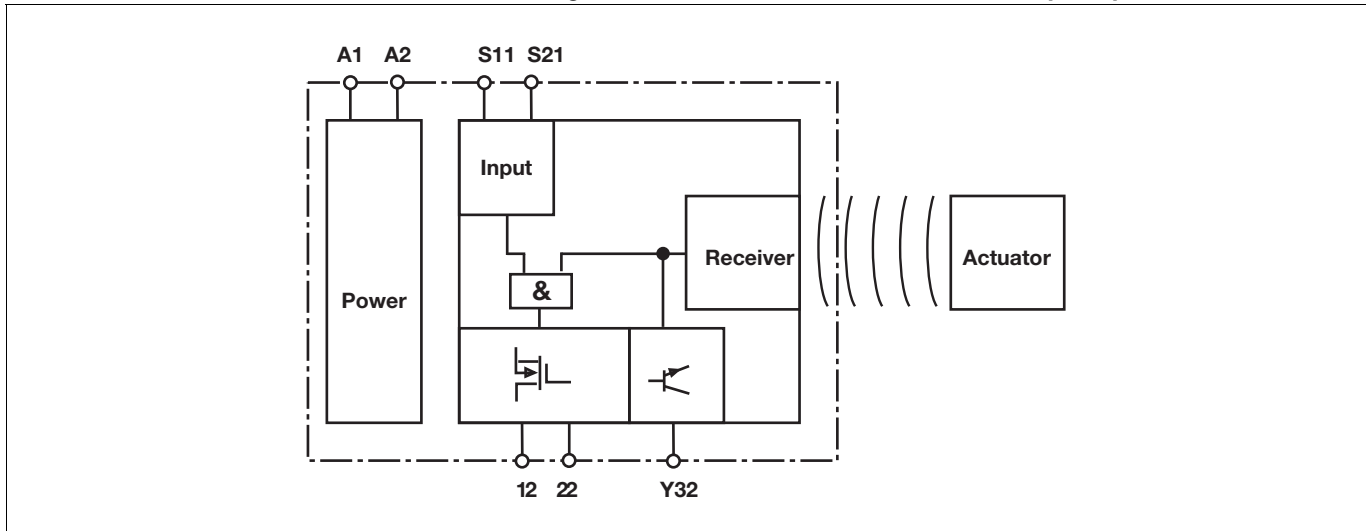 A1 A2 S11 S21
Input
Receiver
Actuator
&
Power
12 22 Y32